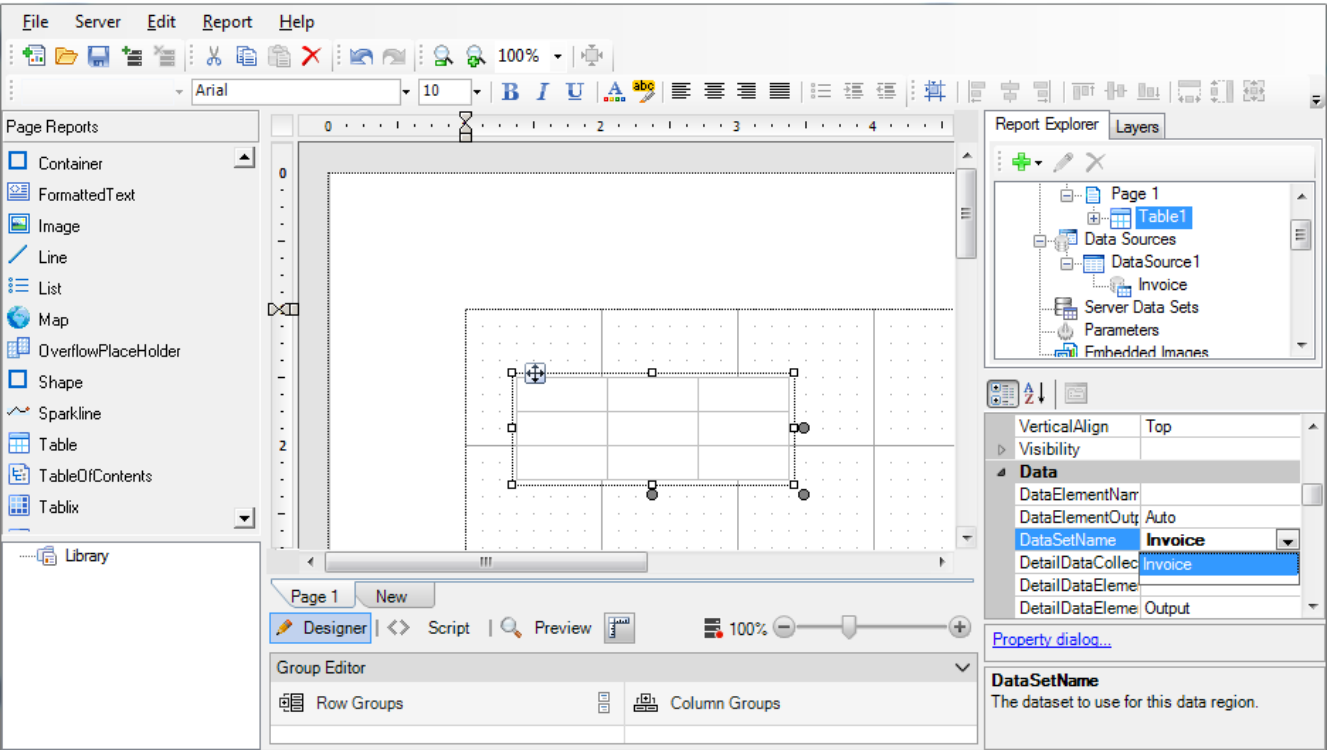 File Server Edit Report Help
100%
Arial 10 B I U A abc
Page Reports
Container
FormattedText
Image
Line
List
Map
OverflowPlaceHolder
Shape
Sparkline
Table
TableOfContents
Tablix
Library
0 1 2 3 4
0
2
Page 1 New
Designer Script Preview 100%
Group Editor
Row Groups Column Groups
Report Explorer Layers
Page 1
Table1
Data Sources
DataSource1
Invoice
Server Data Sets
Parameters
Embedded Images
VerticalAlign Top
Visibility
Data
DataElementNam
DataElementOutp Auto
DataSetName Invoice
DetailDataCollec Invoice
DetailDataEleme
DetailDataEleme Output
Property dialog...
DataSetName
The dataset to use for this data region.